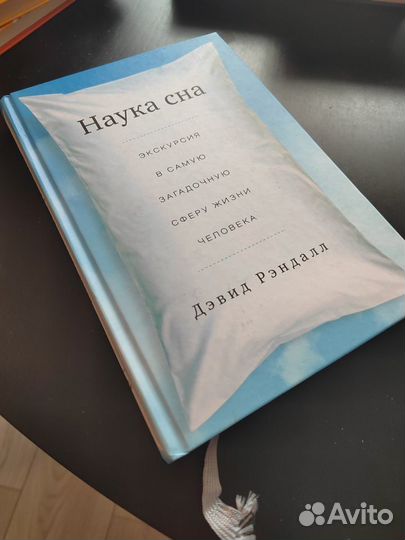 Наука сна
ЭКСКУРСИЯ
В САМУЮ
ЗАГАДОЧНУЮ
СФЕРУ ЖИЗНИ
ЧЕЛОВЕКА
Дэвид Рэндалл
Avito